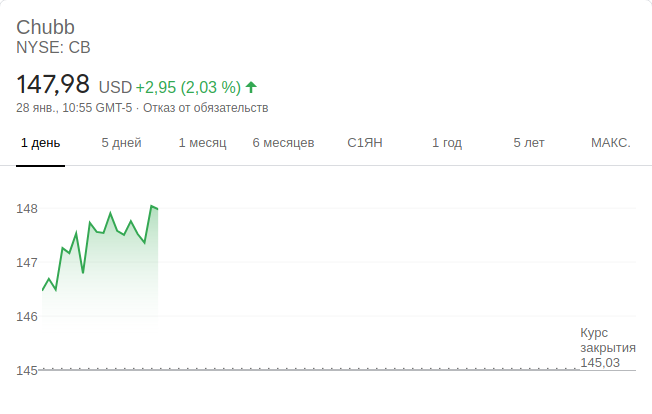 Chubb
NYSE: CB
147,98 USD +2,95 (2,03 %)
28 янв., 10:55 GMT-5 · Отказ от обязательств
1 день 5 дней 1 месяц 6 месяцев С1ЯН 1 год 5 лет МАКС.
148
147
146
Курс
закрытия
145,03
145